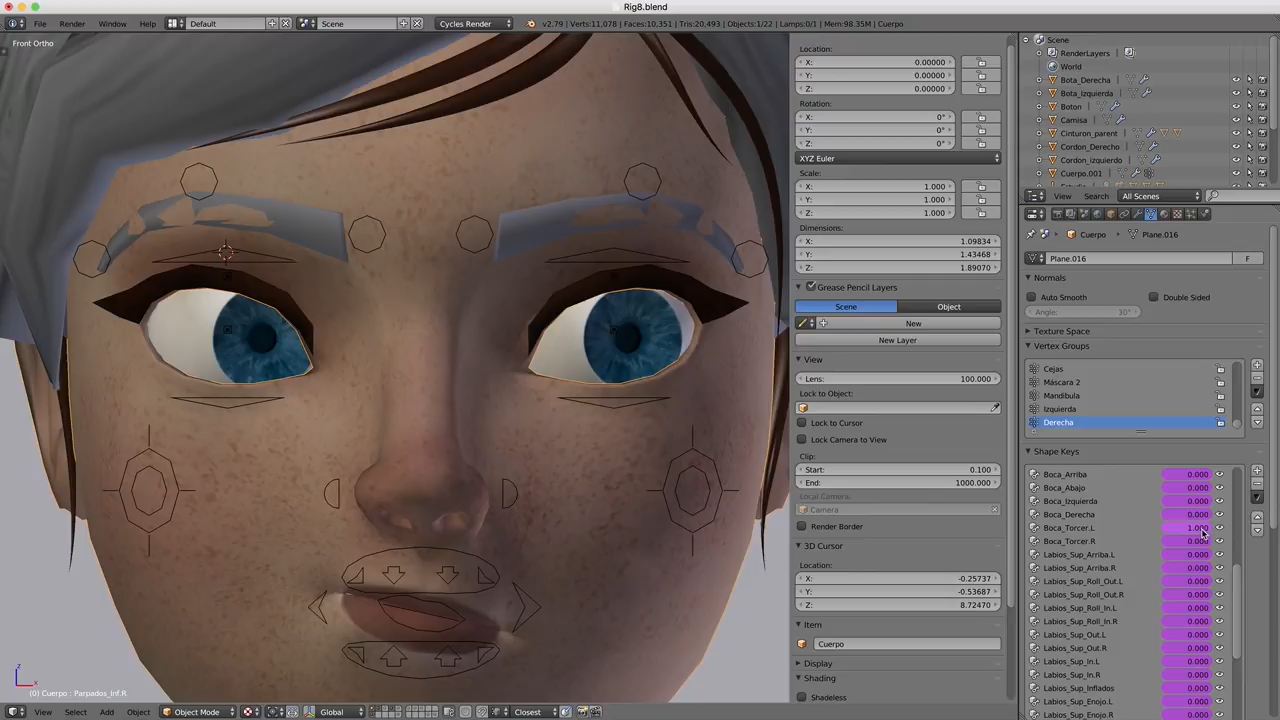 Rig8.blend
File Render Window Help
Default
Scene
Cycles Render
v2.79 | Verts:11,078 | Faces:10,351 | Tris:20,493 | Objects:1/22 | Lamps:0/1 | Mem:98.35M | Cuerpo
Front Ortho
(0) Cuerpo : Parpados_Inf.R
View Select Add Object
Object Mode
Global
Closest
Location:
X: 0.00000
Y: 0.00000
Z: 0.00000
Rotation:
X: 0°
Y: 0°
Z: 0°
XYZ Euler
Scale:
X: 1.000
Y: 1.000
Z: 1.000
Dimensions:
X: 1.09834
Y: 1.43468
Z: 1.89070
Grease Pencil Layers
Scene Object
New
New Layer
View
Lens: 100.000
Lock to Object:
Lock to Cursor
Lock Camera to View
Clip:
Start: 0.100
End: 1000.000
Local Camera:
Camera
Render Border
3D Cursor
Location:
X: -0.25737
Y: -0.53687
Z: 8.72470
Item
Cuerpo
Display
Shading
Shadeless
Scene
RenderLayers
World
Bota_Derecha
Bota_Izquierda
Boton
Camisa
Cinturon_parent
Cordon_Derecho
Cordon_izquierdo
Cuerpo.001
View Search
All Scenes
Cuerpo Plane.016
Plane.016 F
Normals
Auto Smooth Double Sided
Angle: 30°
Texture Space
Vertex Groups
Cejas
Máscara 2
Mandibula
Izquierda
Derecha
Shape Keys
Boca_Arriba 0.000
Boca_Abajo 0.000
Boca_Izquierda 0.000
Boca_Derecha 0.000
Boca_Torcer.L 1.000
Boca_Torcer.R 0.000
Labios_Sup_Arriba.L 0.000
Labios_Sup_Arriba.R 0.000
Labios_Sup_Roll_Out.L 0.000
Labios_Sup_Roll_Out.R 0.000
Labios_Sup_Roll_In.L 0.000
Labios_Sup_Roll_In.R 0.000
Labios_Sup_Out.L 0.000
Labios_Sup_Out.R 0.000
Labios_Sup_In.L 0.000
Labios_Sup_In.R 0.000
Labios_Sup_Inflados 0.000
Labios_Sup_Enojo.L 0.000
Labios_Sup_Enojo.R 0.000